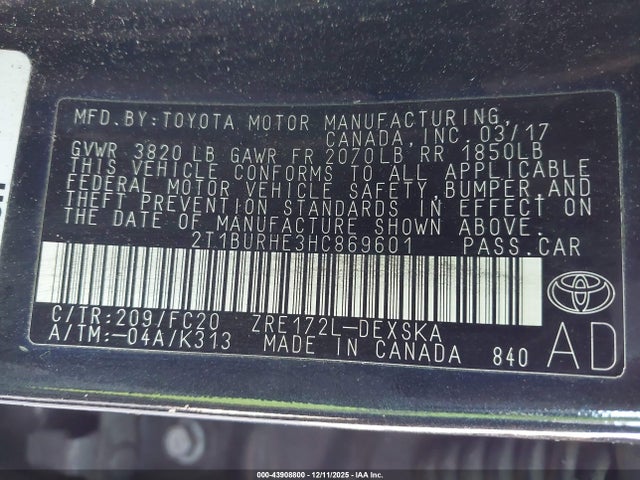 MFD. BY: TOYOTA MOTOR MANUFACTURING,
CANADA, INC. 03/17
GVWR 3820 LB GAWR FR 2070LB RR 1850LB
THIS VEHICLE CONFORMS TO ALL APPLICABLE
FEDERAL MOTOR VEHICLE SAFETY, BUMPER, AND
THEFT PREVENTION STANDARDS IN EFFECT ON
THE DATE OF MANUFACTURE SHOWN ABOVE.
2T1BURHE3HC869601 PASS.CAR
C/TR:209/FC20 ZRE172L-DEXSKA
A/TM:-04A/K313 MADE IN CANADA 840
AD
000-43908800 - 12/11/2025 - IAA Inc.